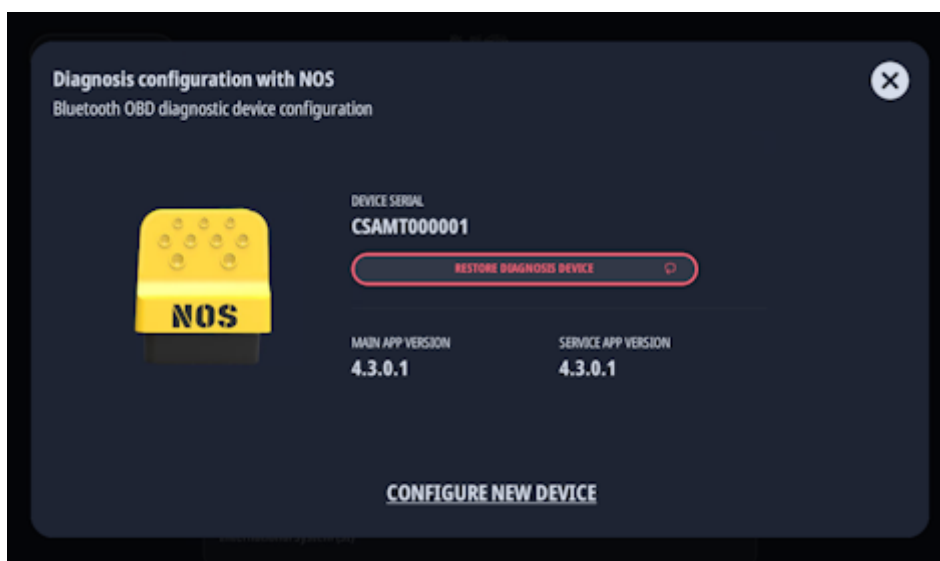 Diagnosis configuration with NOS
Bluetooth OBD diagnostic device configuration
DEVICE SERIAL
CSAMT000001
RESTORE DIAGNOSIS DEVICE
NOS
MAIN APP VERSION
SERVICE APP VERSION
4.3.0.1
4.3.0.1
CONFIGURE NEW DEVICE